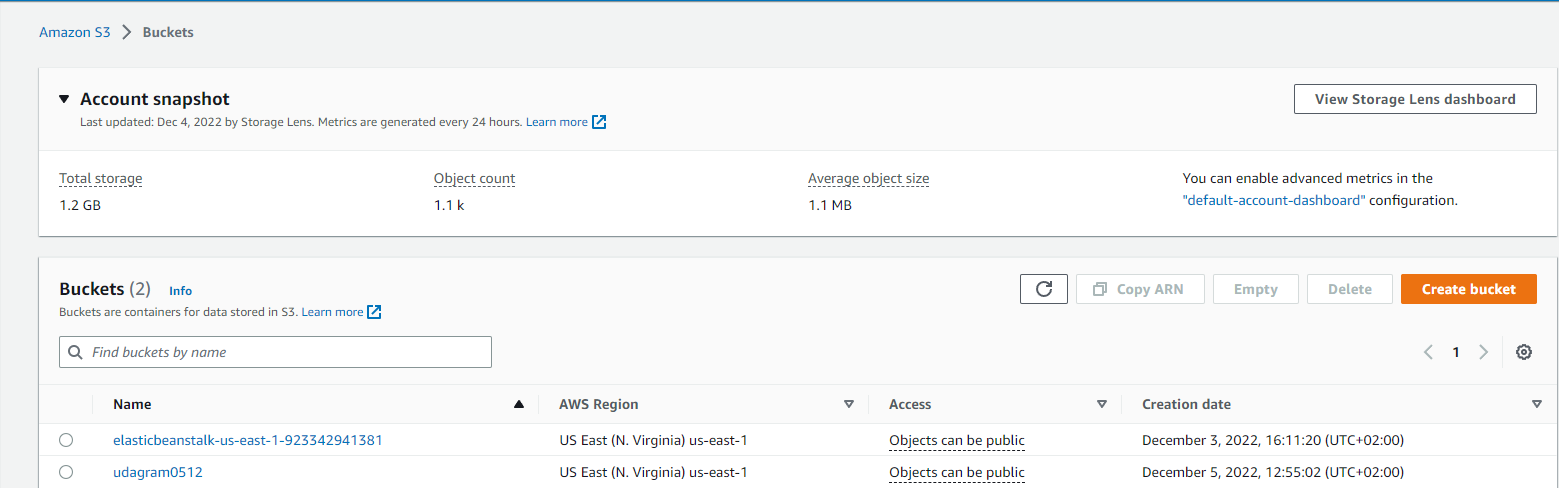 Amazon S3 > Buckets
Account snapshot
View Storage Lens dashboard
Last updated: Dec 4, 2022 by Storage Lens. Metrics are generated every 24 hours. Learn more
Total storage Object count Average object size You can enable advanced metrics in the
1.2 GB 1.1 k 1.1 MB "default-account-dashboard" configuration.
Buckets (2) Info
Copy ARN Empty Delete Create bucket
Buckets are containers for data stored in S3. Learn more
Find buckets by name
1
Name AWS Region Access Creation date
elasticbeanstalk-us-east-1-923342941381 US East (N. Virginia) us-east-1 Objects can be public December 3, 2022, 16:11:20 (UTC+02:00)
udagram0512 US East (N. Virginia) us-east-1 Objects can be public December 5, 2022, 12:55:02 (UTC+02:00)